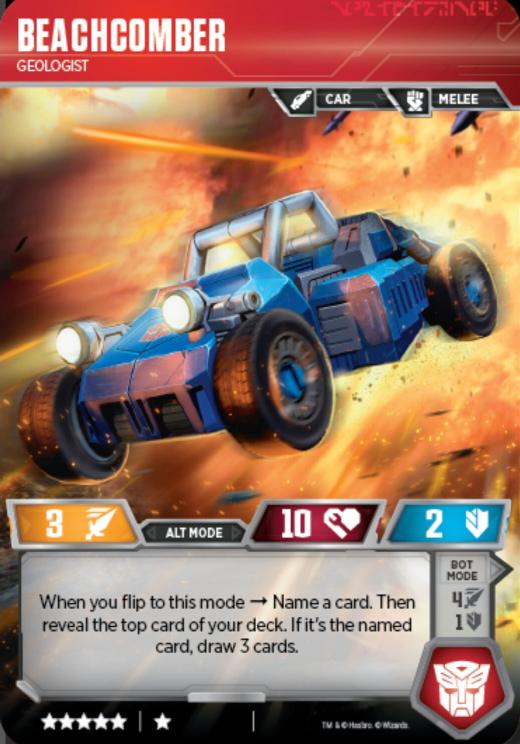 BEACHCOMBER
GEOLOGIST
CAR
MELEE
3
ALT MODE
10
2
BOT
MODE
4
1
When you flip to this mode → Name a card. Then
reveal the top card of your deck. If it's the named
card, draw 3 cards.
TM & © Hasbro. © Wizards.